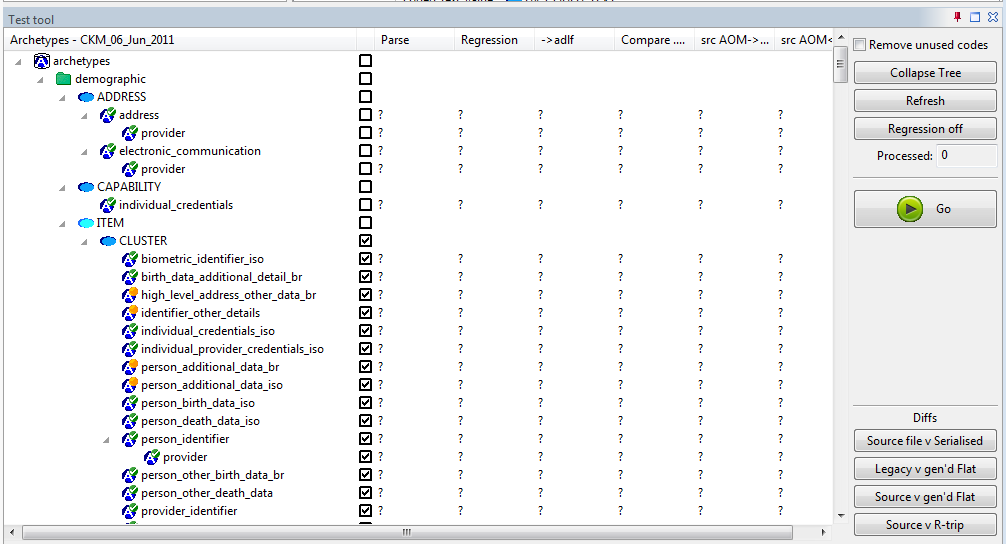 Test tool
Archetypes - CKM_06_Jun_2011 Parse Regression ->adlf Compare .... src AOM->... src AOM<
archetypes
demographic
ADDRESS
address ? ? ? ? ? ?
provider ? ? ? ? ? ?
electronic_communication ? ? ? ? ? ?
provider ? ? ? ? ? ?
CAPABILITY
individual_credentials ? ? ? ? ? ?
ITEM
CLUSTER
biometric_identifier_iso ? ? ? ? ? ?
birth_data_additional_detail_br ? ? ? ? ? ?
high_level_address_other_data_br ? ? ? ? ? ?
identifier_other_details ? ? ? ? ? ?
individual_credentials_iso ? ? ? ? ? ?
individual_provider_credentials_iso ? ? ? ? ? ?
person_additional_data_br ? ? ? ? ? ?
person_additional_data_iso ? ? ? ? ? ?
person_birth_data_iso ? ? ? ? ? ?
person_death_data_iso ? ? ? ? ? ?
person_identifier ? ? ? ? ? ?
provider ? ? ? ? ? ?
person_other_birth_data_br ? ? ? ? ? ?
person_other_death_data ? ? ? ? ? ?
provider_identifier ? ? ? ? ? ?
Remove unused codes
Collapse Tree
Refresh
Regression off
Processed: 0
Go
Diffs
Source file v Serialised
Legacy v gen'd Flat
Source v gen'd Flat
Source v R-trip